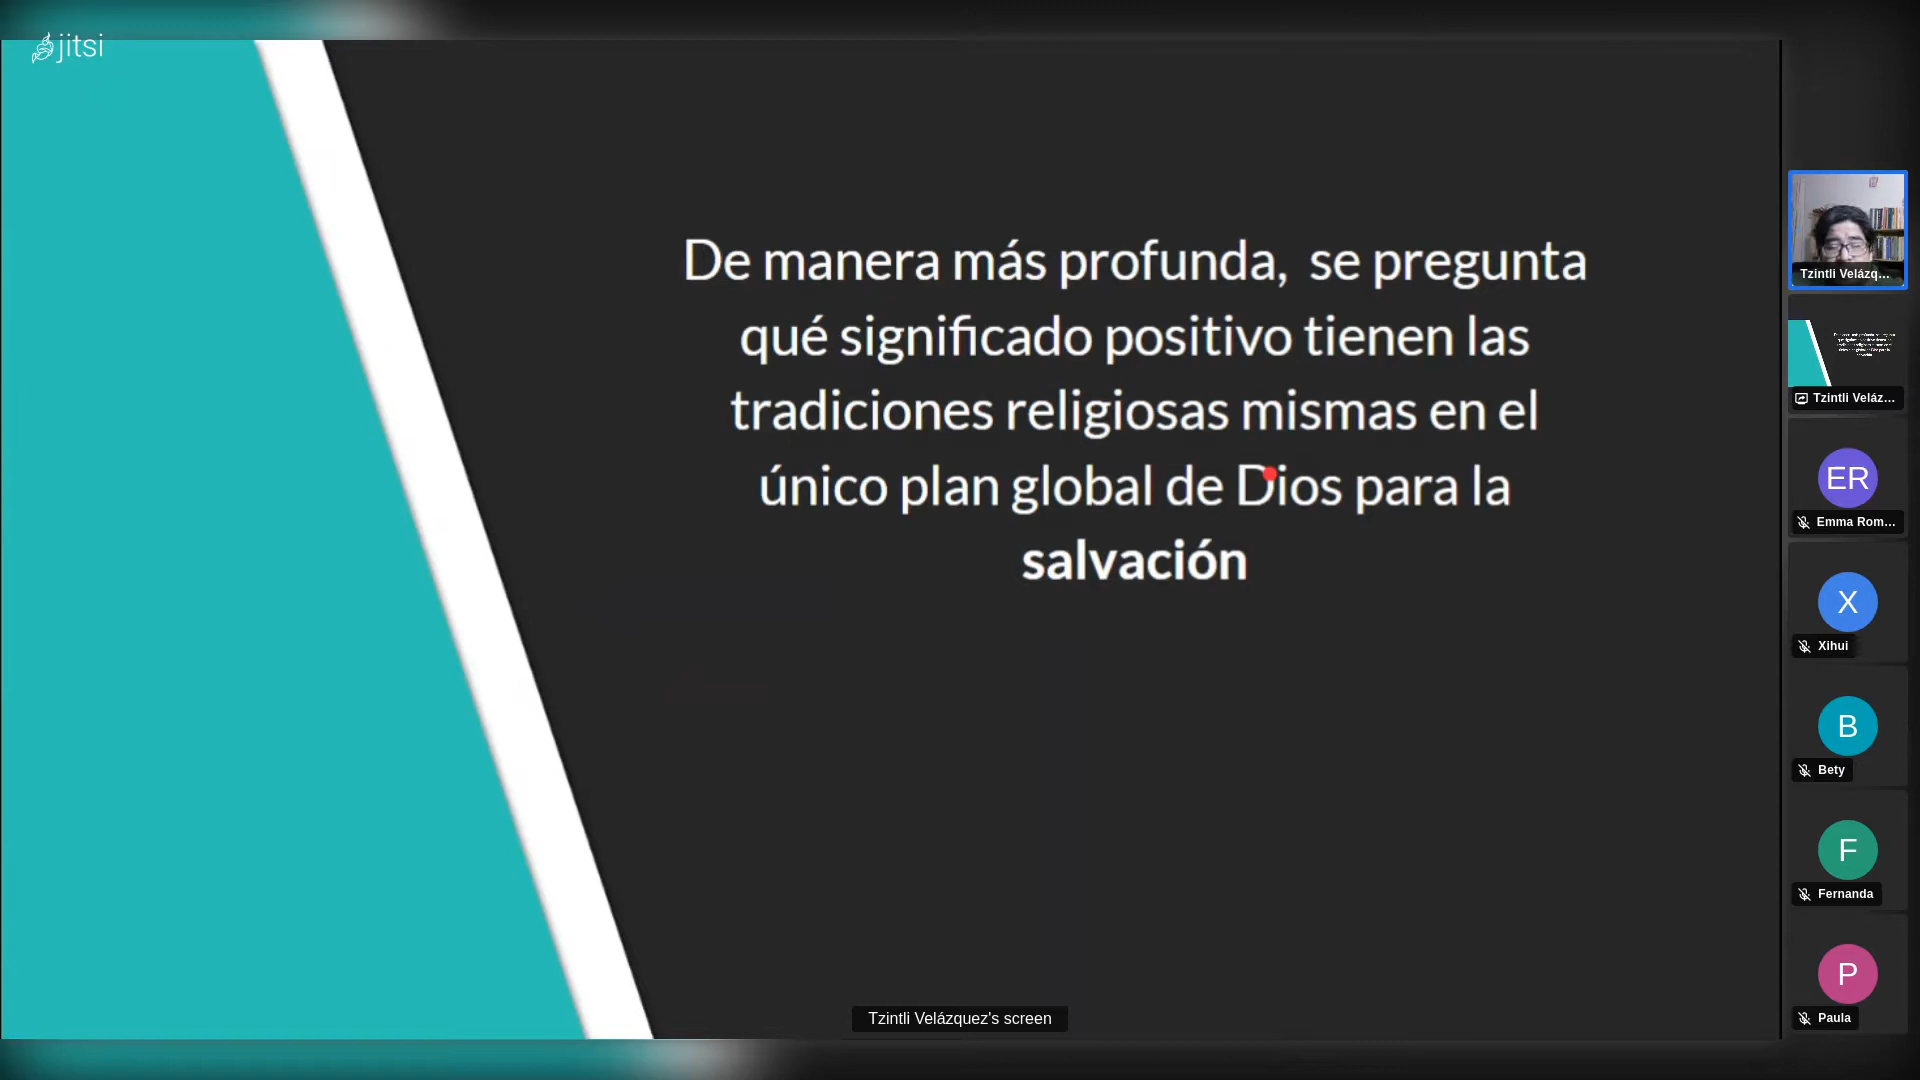 jitsi
De manera más profunda,  se pregunta
qué significado positivo tienen las
tradiciones religiosas mismas en el
único plan global de Dios para la
salvación
Tzintli Velázquez's screen
Tzintli Velázq...
Tzintli Veláz...
ER
Emma Rom...
X
Xihui
B
Bety
F
Fernanda
P
Paula